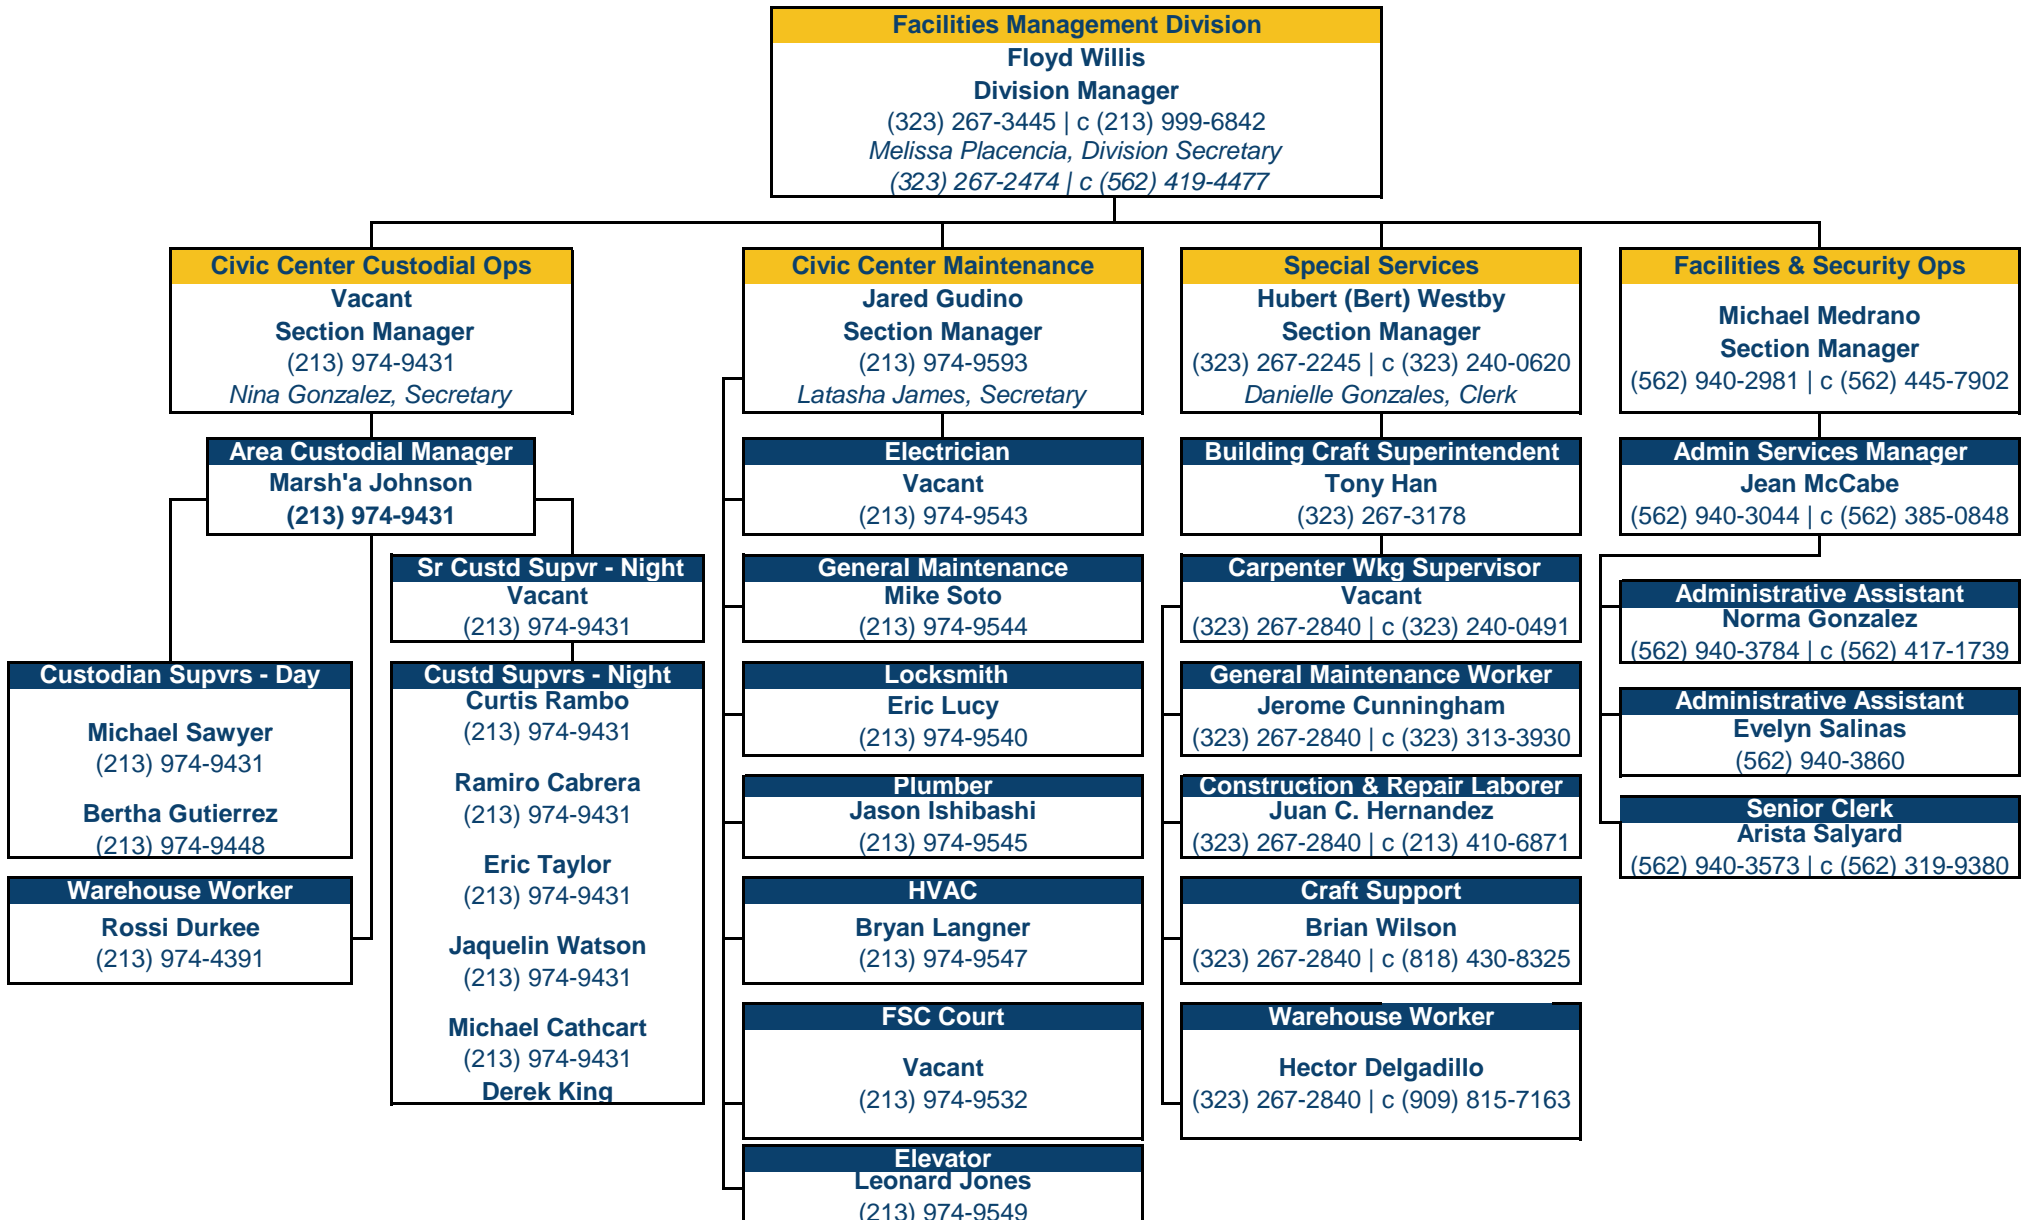 Facilities Management Division
Floyd Willis
Division Manager
(323) 267-3445 | c (213) 999-6842
Melissa Placencia, Division Secretary
(323) 267-2474 | c (562) 419-4477
Civic Center Custodial Ops
Vacant
Section Manager
(213) 974-9431
Nina Gonzalez, Secretary
Area Custodial Manager
Marsh'a Johnson
(213) 974-9431
Sr Custd Supvr - Night
Vacant
(213) 974-9431
Custodian Supvrs - Day
Michael Sawyer
(213) 974-9431
Bertha Gutierrez
(213) 974-9448
Warehouse Worker
Rossi Durkee
(213) 974-4391
Custd Supvrs - Night
Curtis Rambo
(213) 974-9431
Ramiro Cabrera
(213) 974-9431
Eric Taylor
(213) 974-9431
Jaquelin Watson
(213) 974-9431
Michael Cathcart
(213) 974-9431
Derek King
Civic Center Maintenance
Jared Gudino
Section Manager
(213) 974-9593
Latasha James, Secretary
Electrician
Vacant
(213) 974-9543
General Maintenance
Mike Soto
(213) 974-9544
Locksmith
Eric Lucy
(213) 974-9540
Plumber
Jason Ishibashi
(213) 974-9545
HVAC
Bryan Langner
(213) 974-9547
FSC Court
Vacant
(213) 974-9532
Elevator
Leonard Jones
(213) 974-9549
Special Services
Hubert (Bert) Westby
Section Manager
(323) 267-2245 | c (323) 240-0620
Danielle Gonzales, Clerk
Building Craft Superintendent
Tony Han
(323) 267-3178
Carpenter Wkg Supervisor
Vacant
(323) 267-2840 | c (323) 240-0491
General Maintenance Worker
Jerome Cunningham
(323) 267-2840 | c (323) 313-3930
Construction & Repair Laborer
Juan C. Hernandez
(323) 267-2840 | c (213) 410-6871
Craft Support
Brian Wilson
(323) 267-2840 | c (818) 430-8325
Warehouse Worker
Hector Delgadillo
(323) 267-2840 | c (909) 815-7163
Facilities & Security Ops
Michael Medrano
Section Manager
(562) 940-2981 | c (562) 445-7902
Admin Services Manager
Jean McCabe
(562) 940-3044 | c (562) 385-0848
Administrative Assistant
Norma Gonzalez
(562) 940-3784 | c (562) 417-1739
Administrative Assistant
Evelyn Salinas
(562) 940-3860
Senior Clerk
Arista Salyard
(562) 940-3573 | c (562) 319-9380